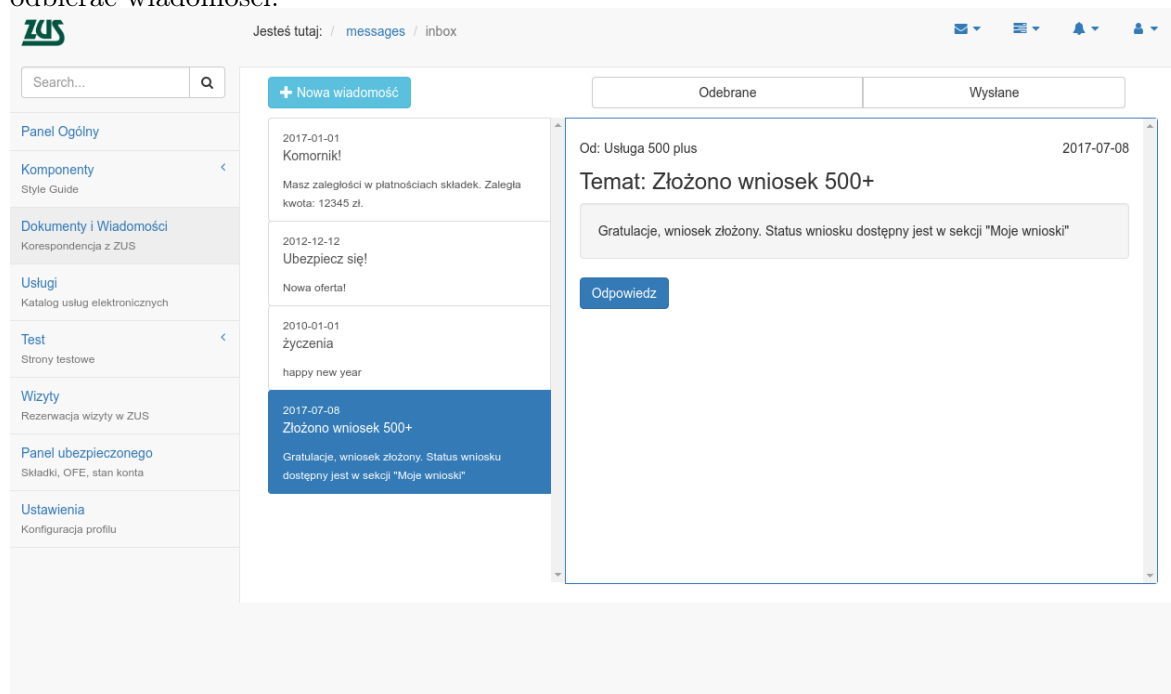 odbierać wiadomości.
ZUS
Jesteś tutaj: / messages / inbox
Search...
Nowa wiadomość
Odebrane
Wysłane
Panel Ogólny
Komponenty
Style Guide
Dokumenty i Wiadomości
Korespondencja z ZUS
Usługi
Katalog usług elektronicznych
Test
Strony testowe
Wizyty
Rezerwacja wizyty w ZUS
Panel ubezpieczonego
Składki, OFE, stan konta
Ustawienia
Konfiguracja profilu
2017-01-01
Komornik!
Masz zaległości w płatnościach składek. Zaległa
kwota: 12345 zł.
2012-12-12
Ubezpiecz się!
Nowa oferta!
2010-01-01
życzenia
happy new year
2017-07-08
Złożono wniosek 500+
Gratulacje, wniosek złożony. Status wniosku
dostępny jest w sekcji "Moje wnioski"
Od: Usługa 500 plus
2017-07-08
Temat: Złożono wniosek 500+
Gratulacje, wniosek złożony. Status wniosku dostępny jest w sekcji "Moje wnioski"
Odpowiedz